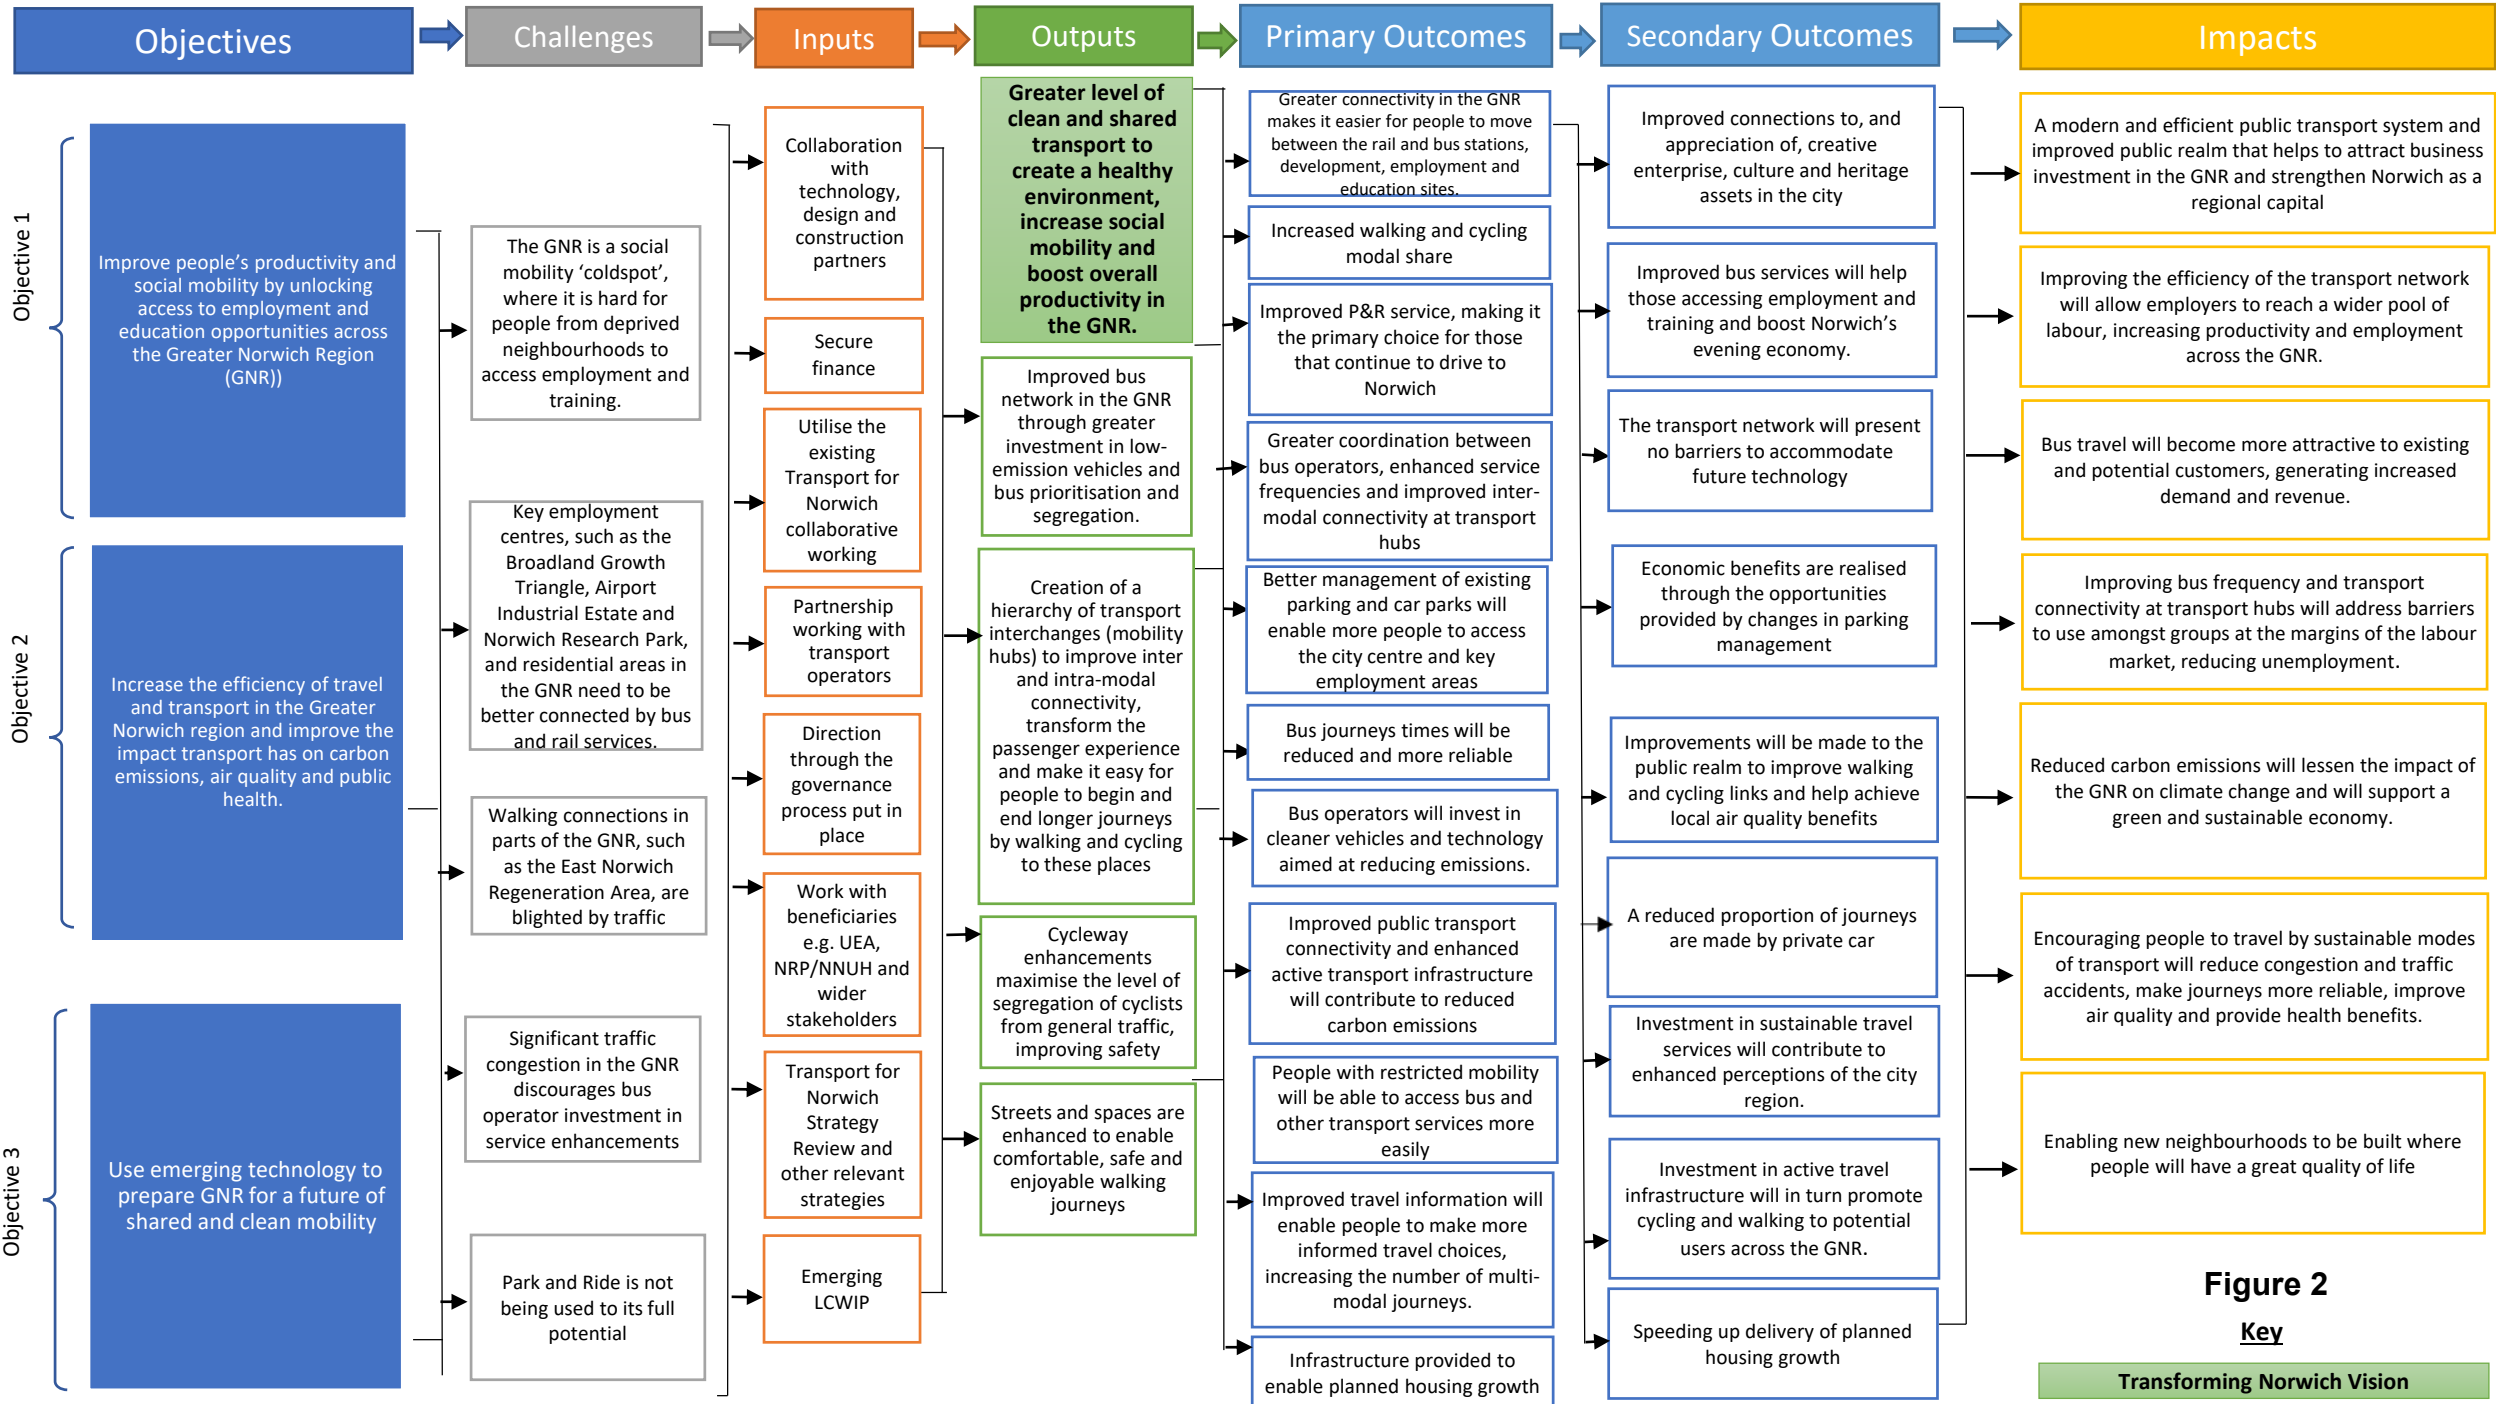 Objectives
Challenges
Inputs
Outputs
Primary Outcomes
Secondary Outcomes
Impacts
Objective 1
Improve people’s productivity and
social mobility by unlocking
access to employment and
education opportunities across
the Greater Norwich Region
(GNR))
Objective 2
Increase the efficiency of travel
and transport in the Greater
Norwich region and improve the
impact transport has on carbon
emissions, air quality and public
health.
Objective 3
Use emerging technology to
prepare GNR for a future of
shared and clean mobility
The GNR is a social
mobility ‘coldspot’,
where it is hard for
people from deprived
neighbourhoods to
access employment and
training.
Key employment
centres, such as the
Broadland Growth
Triangle, Airport
Industrial Estate and
Norwich Research Park,
and residential areas in
the GNR need to be
better connected by bus
and rail services.
Walking connections in
parts of the GNR, such
as the East Norwich
Regeneration Area, are
blighted by traffic
Significant traffic
congestion in the GNR
discourages bus
operator investment in
service enhancements
Park and Ride is not
being used to its full
potential
Collaboration
with
technology,
design and
construction
partners
Secure
finance
Utilise the
existing
Transport for
Norwich
collaborative
working
Partnership
working with
transport
operators
Direction
through the
governance
process put in
place
Work with
beneficiaries
e.g. UEA,
NRP/NNUH and
wider
stakeholders
Transport for
Norwich
Strategy
Review and
other relevant
strategies
Emerging
LCWIP
Greater level of
clean and shared
transport to
create a healthy
environment,
increase social
mobility and
boost overall
productivity in
the GNR.
Improved bus
network in the GNR
through greater
investment in low-
emission vehicles and
bus prioritisation and
segregation.
Creation of a
hierarchy of transport
interchanges (mobility
hubs) to improve inter
and intra-modal
connectivity,
transform the
passenger experience
and make it easy for
people to begin and
end longer journeys
by walking and cycling
to these places
Cycleway
enhancements
maximise the level of
segregation of cyclists
from general traffic,
improving safety
Streets and spaces are
enhanced to enable
comfortable, safe and
enjoyable walking
journeys
Greater connectivity in the GNR
makes it easier for people to move
between the rail and bus stations,
development, employment and
education sites.
Increased walking and cycling
modal share
Improved P&R service, making it
the primary choice for those
that continue to drive to
Norwich
Greater coordination between
bus operators, enhanced service
frequencies and improved inter-
modal connectivity at transport
hubs
Better management of existing
parking and car parks will
enable more people to access
the city centre and key
employment areas
Bus journeys times will be
reduced and more reliable
Bus operators will invest in
cleaner vehicles and technology
aimed at reducing emissions.
Improved public transport
connectivity and enhanced
active transport infrastructure
will contribute to reduced
carbon emissions
People with restricted mobility
will be able to access bus and
other transport services more
easily
Improved travel information will
enable people to make more
informed travel choices,
increasing the number of multi-
modal journeys.
Infrastructure provided to
enable planned housing growth
Improved connections to, and
appreciation of, creative
enterprise, culture and heritage
assets in the city
Improved bus services will help
those accessing employment and
training and boost Norwich’s
evening economy.
The transport network will present
no barriers to accommodate
future technology
Economic benefits are realised
through the opportunities
provided by changes in parking
management
Improvements will be made to the
public realm to improve walking
and cycling links and help achieve
local air quality benefits
A reduced proportion of journeys
are made by private car
Investment in sustainable travel
services will contribute to
enhanced perceptions of the city
region.
Investment in active travel
infrastructure will in turn promote
cycling and walking to potential
users across the GNR.
Speeding up delivery of planned
housing growth
A modern and efficient public transport system and
improved public realm that helps to attract business
investment in the GNR and strengthen Norwich as a
regional capital
Improving the efficiency of the transport network
will allow employers to reach a wider pool of
labour, increasing productivity and employment
across the GNR.
Bus travel will become more attractive to existing
and potential customers, generating increased
demand and revenue.
Improving bus frequency and transport
connectivity at transport hubs will address barriers
to use amongst groups at the margins of the labour
market, reducing unemployment.
Reduced carbon emissions will lessen the impact of
the GNR on climate change and will support a
green and sustainable economy.
Encouraging people to travel by sustainable modes
of transport will reduce congestion and traffic
accidents, make journeys more reliable, improve
air quality and provide health benefits.
Enabling new neighbourhoods to be built where
people will have a great quality of life
Figure 2
Key
Transforming Norwich Vision